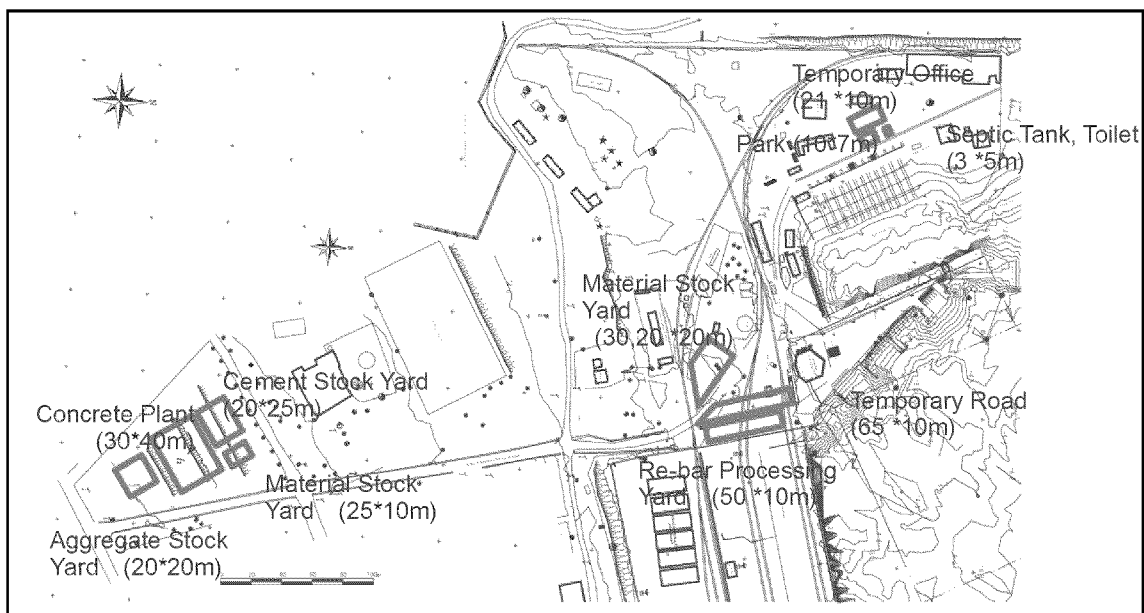 Temporary Office
(21 *10m)
Park (10*7m)
Septic Tank, Toilet
(3 *5m)
Material Stock
Yard
(30,20 *20m)
Cement Stock Yard
(20*25m)
Concrete Plant
(30*40m)
Temporary Road
(65 *10m)
Re-bar Processing
Yard (50 *10m)
Material Stock
Yard (25*10m)
Aggregate Stock
Yard (20*20m)